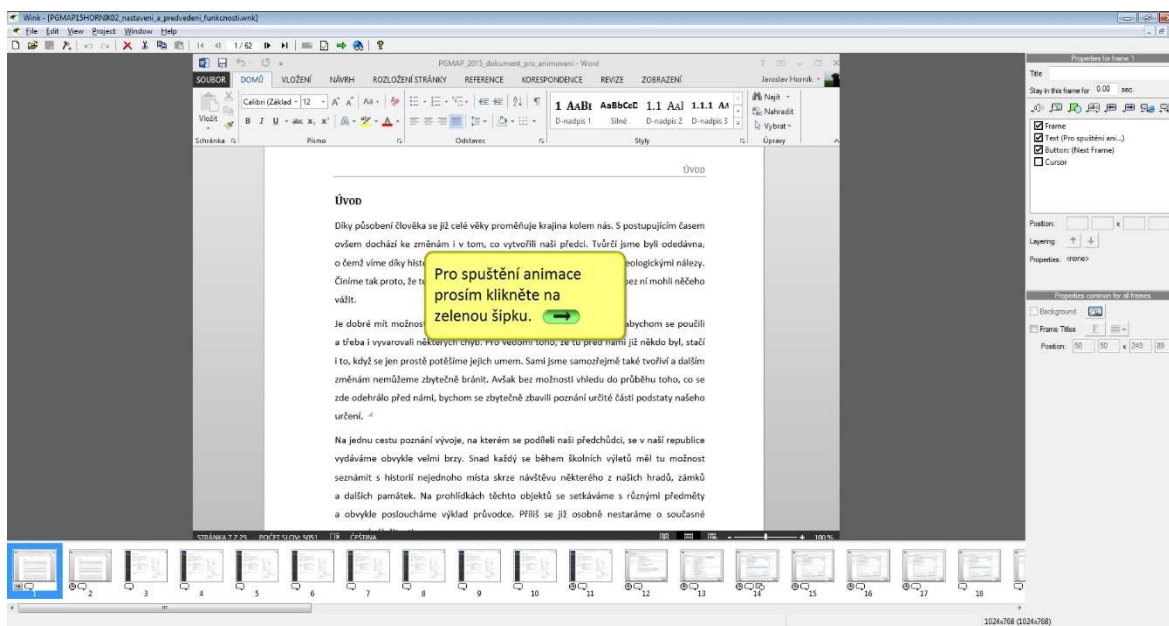 Wink - [PGMAP15HORNIK02_nastaveni_a_predvedeni_funkcnosti.wnk]
File Edit View Project Window Help
1/62
PGMAP_2015_dokument_pro_animovani - Word
SOUBOR DOMŮ VLOŽENÍ NÁVRH ROZLOŽENÍ STRÁNKY REFERENCE KORESPONDENCE REVIZE ZOBRAZENÍ Jaroslav Horník
Vložit
Calibri (Základ 12
Aa
B I U abc x, x'
1 AABI AaBbCcD 1.1 AAI 1.1.1 AA
D-nadpis 1 Silné D-nadpis 2 D-nadpis 3
Najít
Nahradit
Vybrat
Schránka Písmo Odstavec Styly Úpravy
ÚVOD
ÚVOD
Díky působení člověka se již celé věky proměňuje krajina kolem nás. S postupujícím časem
ovšem dochází ke změnám i v tom, co vytvořili naši předci. Tvůrčí jsme byli odedávna,
o čemž víme díky
Činíme tak proto, že
bez ní mohli něčeho
vážit.
Pro spuštění animace
prosím klikněte na
zelenou šipku.
Je dobré mít možnost
abychom se poučili
a třeba i vyvarovali některých chyb. Pro vědomí toho, že tu před námi již někdo byl, stačí
i to, když se jen prostě potěšíme jejich umem. Sami jsme samozřejmě také tvořiví a dalším
změnám nemůžeme zbytečně bránit. Avšak bez možnosti vhledu do průběhu toho, co se
zde odehrálo před námi, bychom se zbytečně zbavili poznání určité části podstaty našeho
určení.
Na jednu cestu poznání vývoje, na kterém se podíleli naši předchůdci, se v naší republice
vydáváme obvykle velmi brzy. Snad každý se během školních výletů měl tu možnost
seznámit s historií nejednoho místa skrze návštěvu některého z našich hradů, zámků
a dalších památek. Na prohlídkách těchto objektů se setkáváme s různými předměty
a obvykle posloucháme výklad průvodce. Příliš se již osobně nestaráme o současné
STRÁNKA 7 Z 25 POČET SLOV: 5051 ČEŠTINA 100 %
Properties for frame 1
Title
Stay in this frame for 0.00 sec.
Frame
Text (Pro spuštění ani...)
Button: (Next Frame)
Cursor
Position: x
Layering:
Properties: <none>
Properties common for all frames
Background
Frame Titles
Position: 50 50 x 249 89
1 2 3 4 5 6 7 8 9 10 11 12 13 14 15 16 17 18
1024x768 (1024x768)